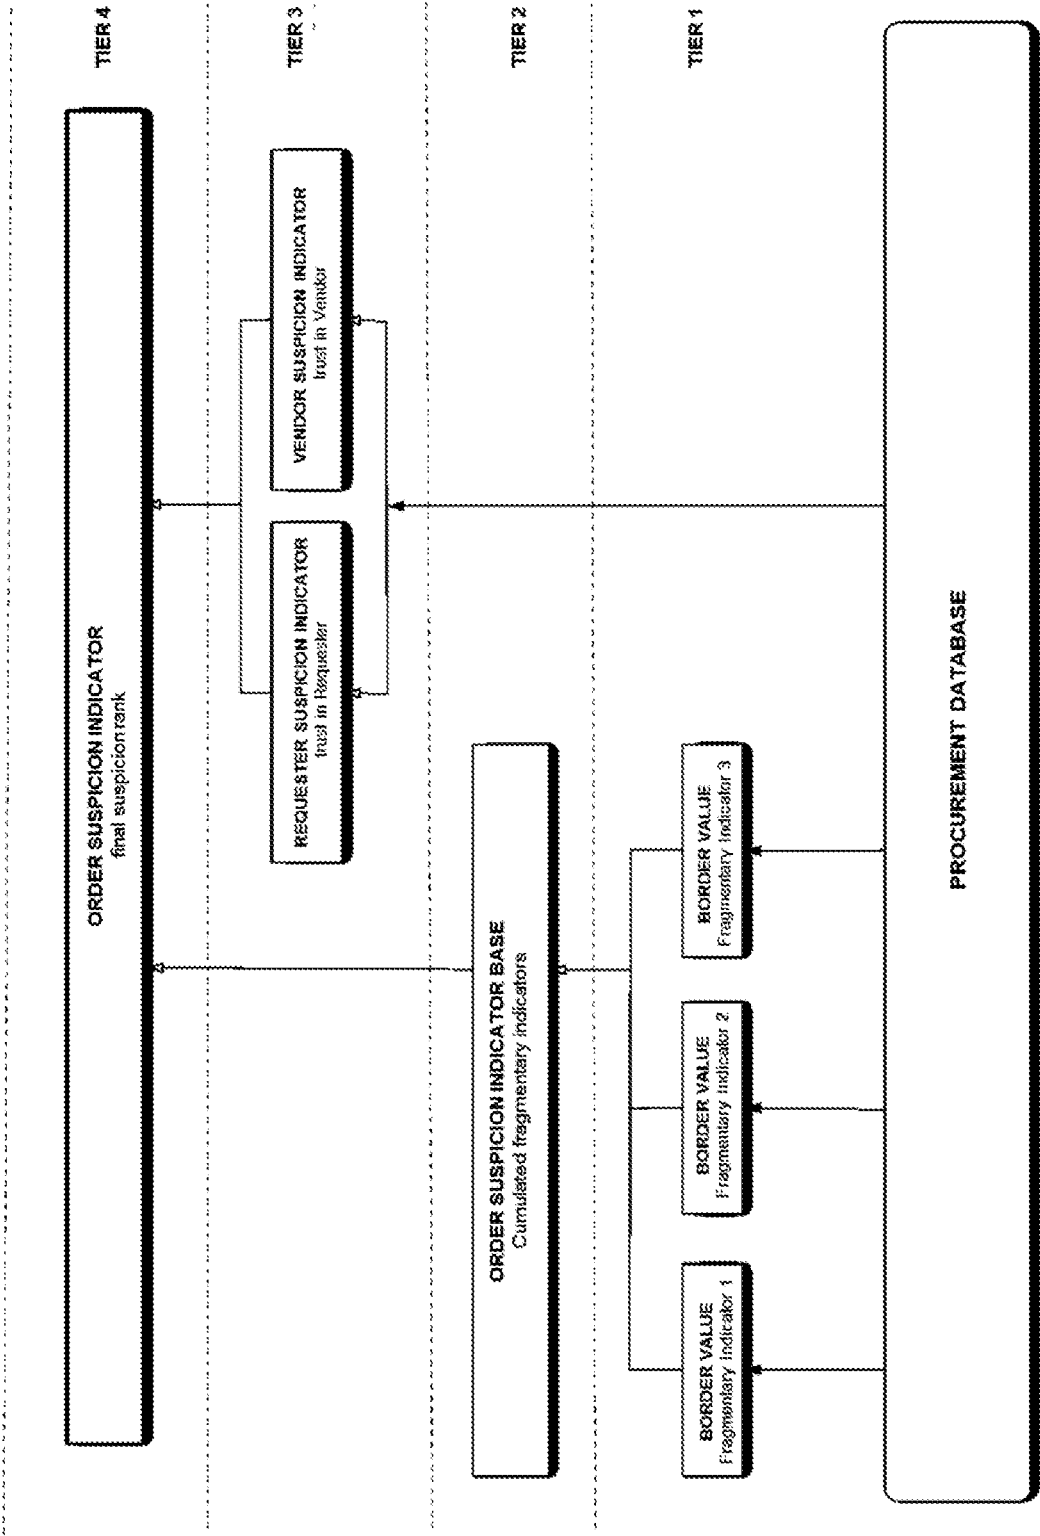 TIER 4
ORDER SUSPICION INDICATOR
final suspicion rank
TIER 3
REQUESTER SUSPICION INDICATOR
trust in Requester
VENDOR SUSPICION INDICATOR
trust in Vendor
TIER 2
ORDER SUSPICION INDICATOR BASE
Cumulated fragmentary indicators
TIER 1
BORDER VALUE
Fragmentary Indicator 1
BORDER VALUE
Fragmentary Indicator 2
BORDER VALUE
Fragmentary Indicator 3
PROCUREMENT DATABASE